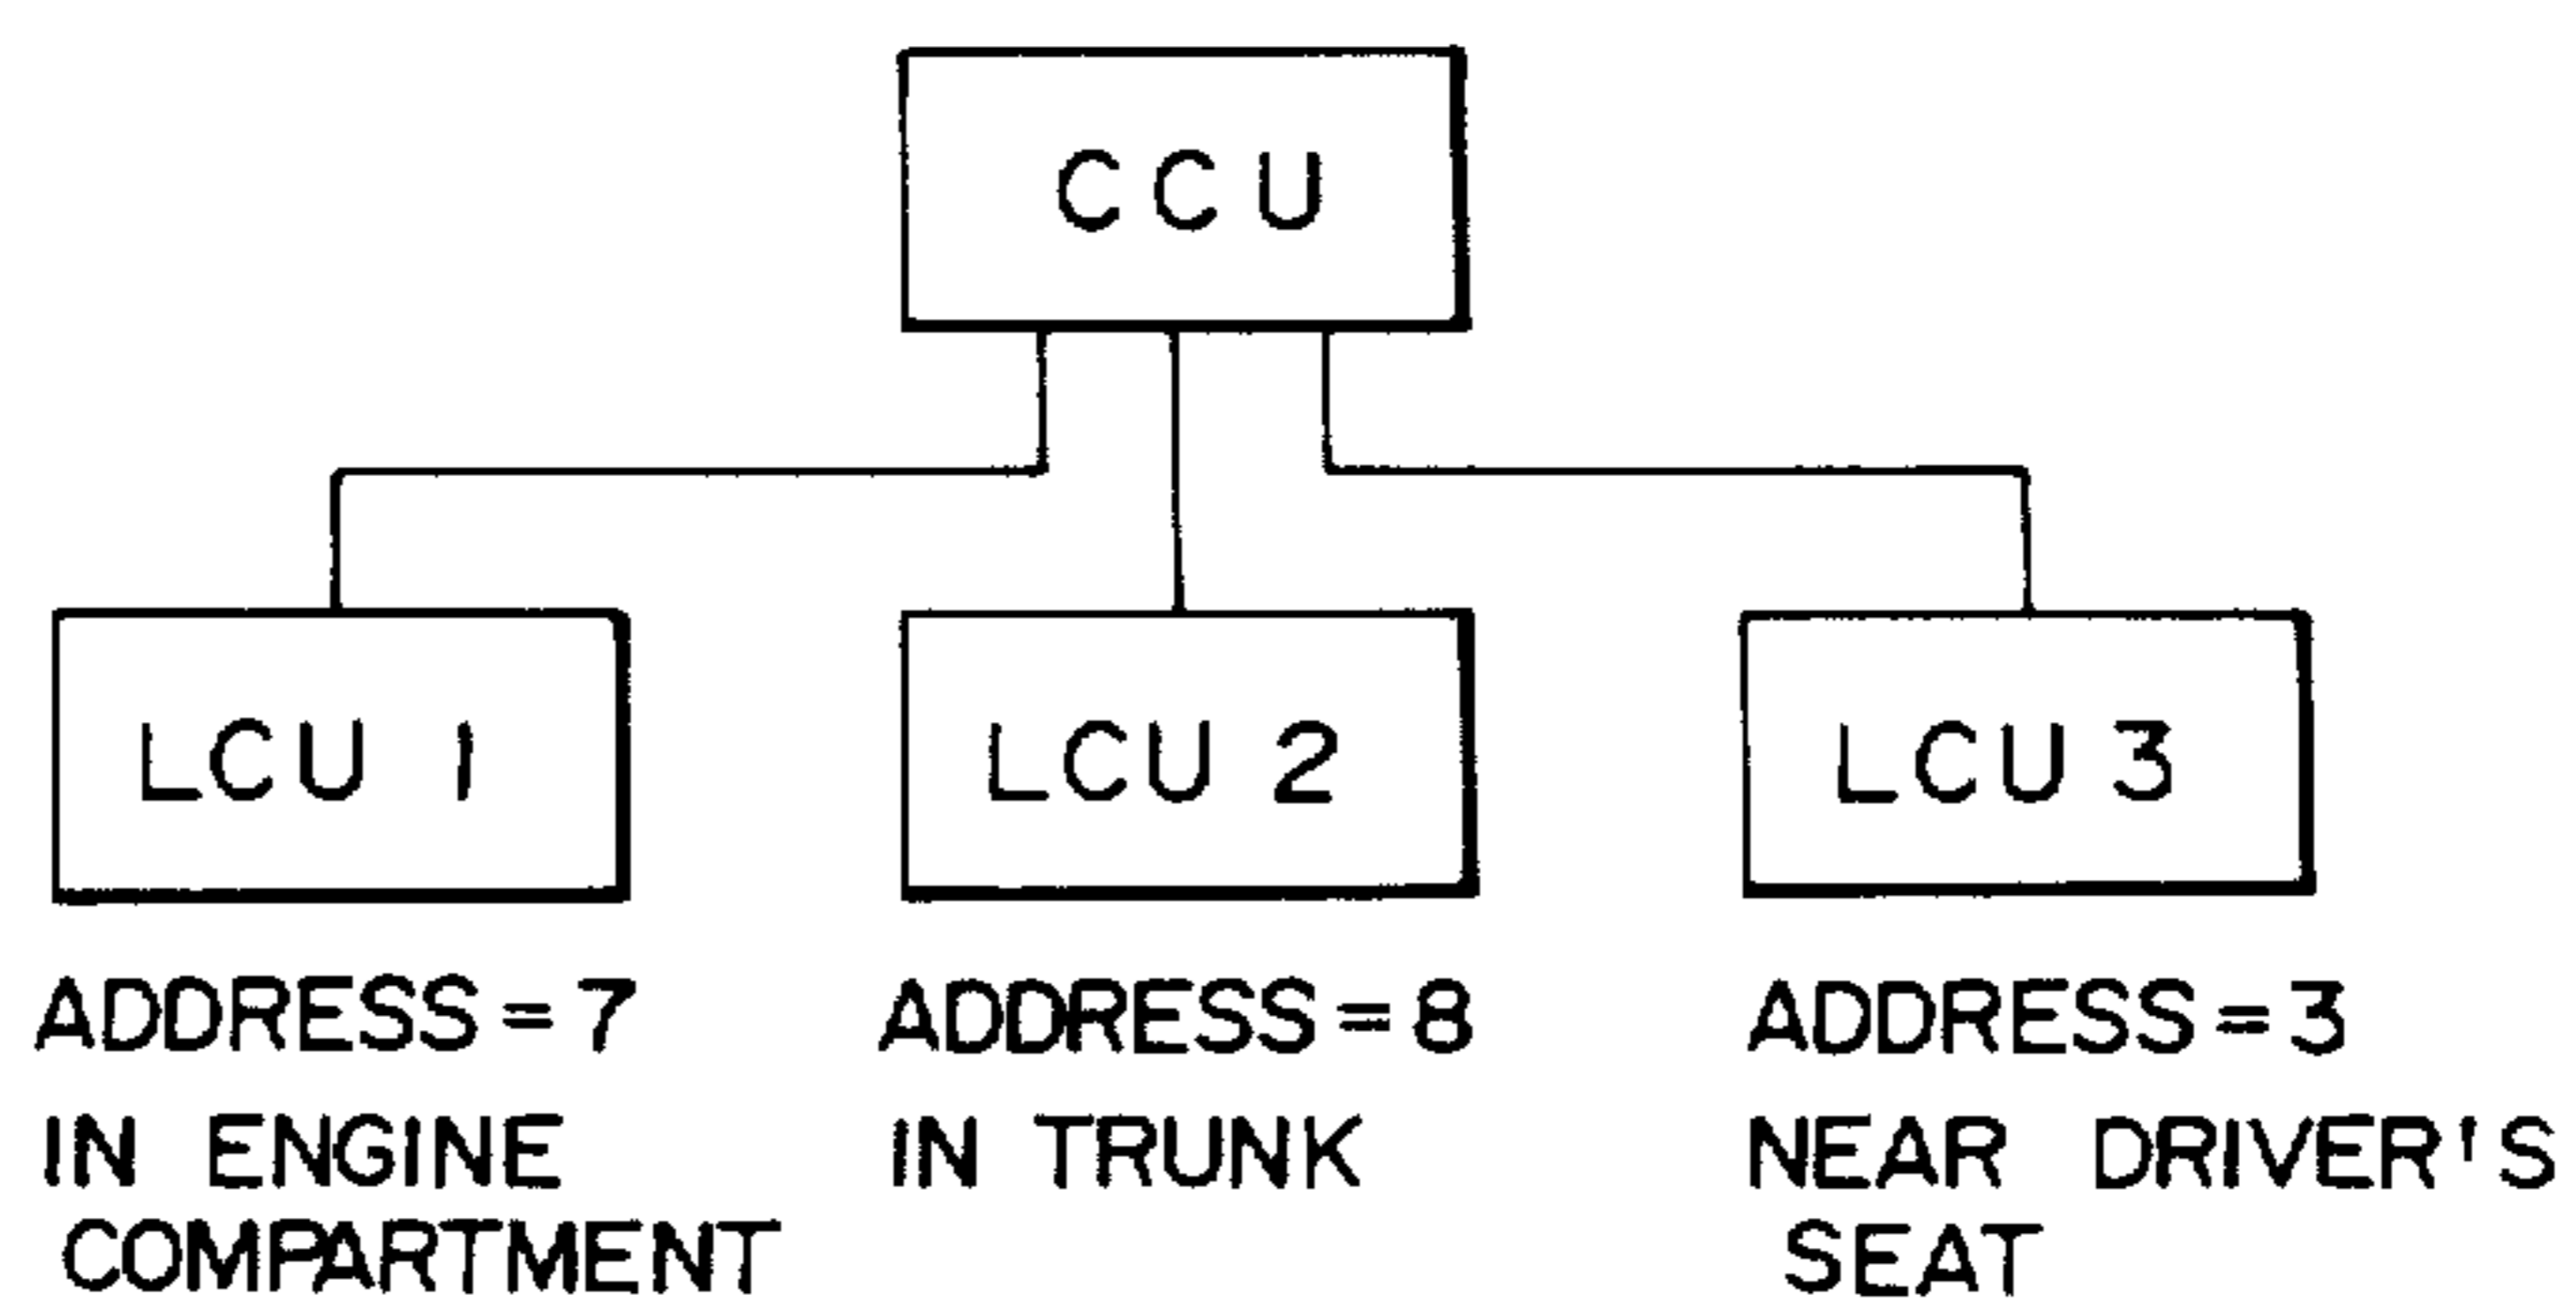 CCU
LCU 1
LCU 2
LCU 3
ADDRESS=7
IN ENGINE
COMPARTMENT
ADDRESS=8
IN TRUNK
ADDRESS=3
NEAR DRIVER'S
SEAT